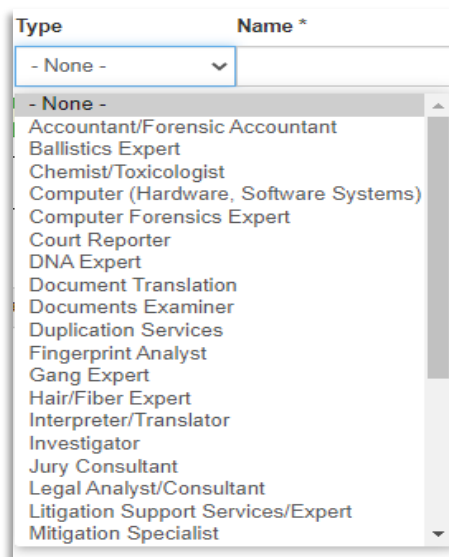 Type Name *
- None -
- None -
Accountant/Forensic Accountant
Ballistics Expert
Chemist/Toxicologist
Computer (Hardware, Software Systems)
Computer Forensics Expert
Court Reporter
DNA Expert
Document Translation
Documents Examiner
Duplication Services
Fingerprint Analyst
Gang Expert
Hair/Fiber Expert
Interpreter/Translator
Investigator
Jury Consultant
Legal Analyst/Consultant
Litigation Support Services/Expert
Mitigation Specialist